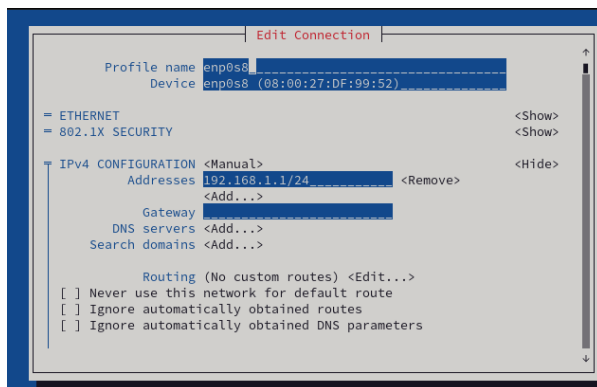 Edit Connection
Profile name enp0s8
Device enp0s8 (08:00:27:DF:99:52)
= ETHERNET <Show>
= 802.1X SECURITY <Show>
IPv4 CONFIGURATION <Manual> <Hide>
Addresses 192.168.1.1/24 <Remove>
<Add...>
Gateway
DNS servers <Add...>
Search domains <Add...>
Routing (No custom routes) <Edit...>
[ ] Never use this network for default route
[ ] Ignore automatically obtained routes
[ ] Ignore automatically obtained DNS parameters